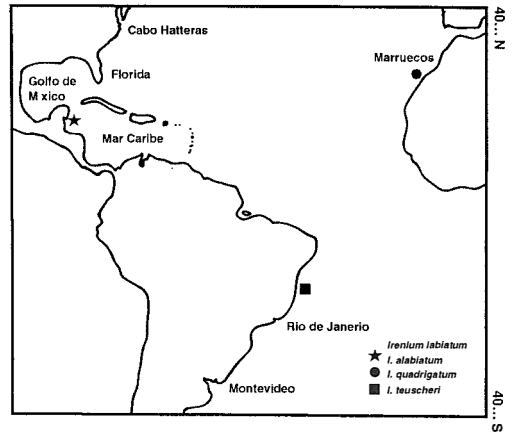 40... N
Cabo Hatteras
Marruecos
Golfo de
M xico
Florida
Mar Caribe
Rio de Janerio
Irenium labiatum
I. alabiatum
I. quadrigatum
I. teuscheri
Montevideo
40... S